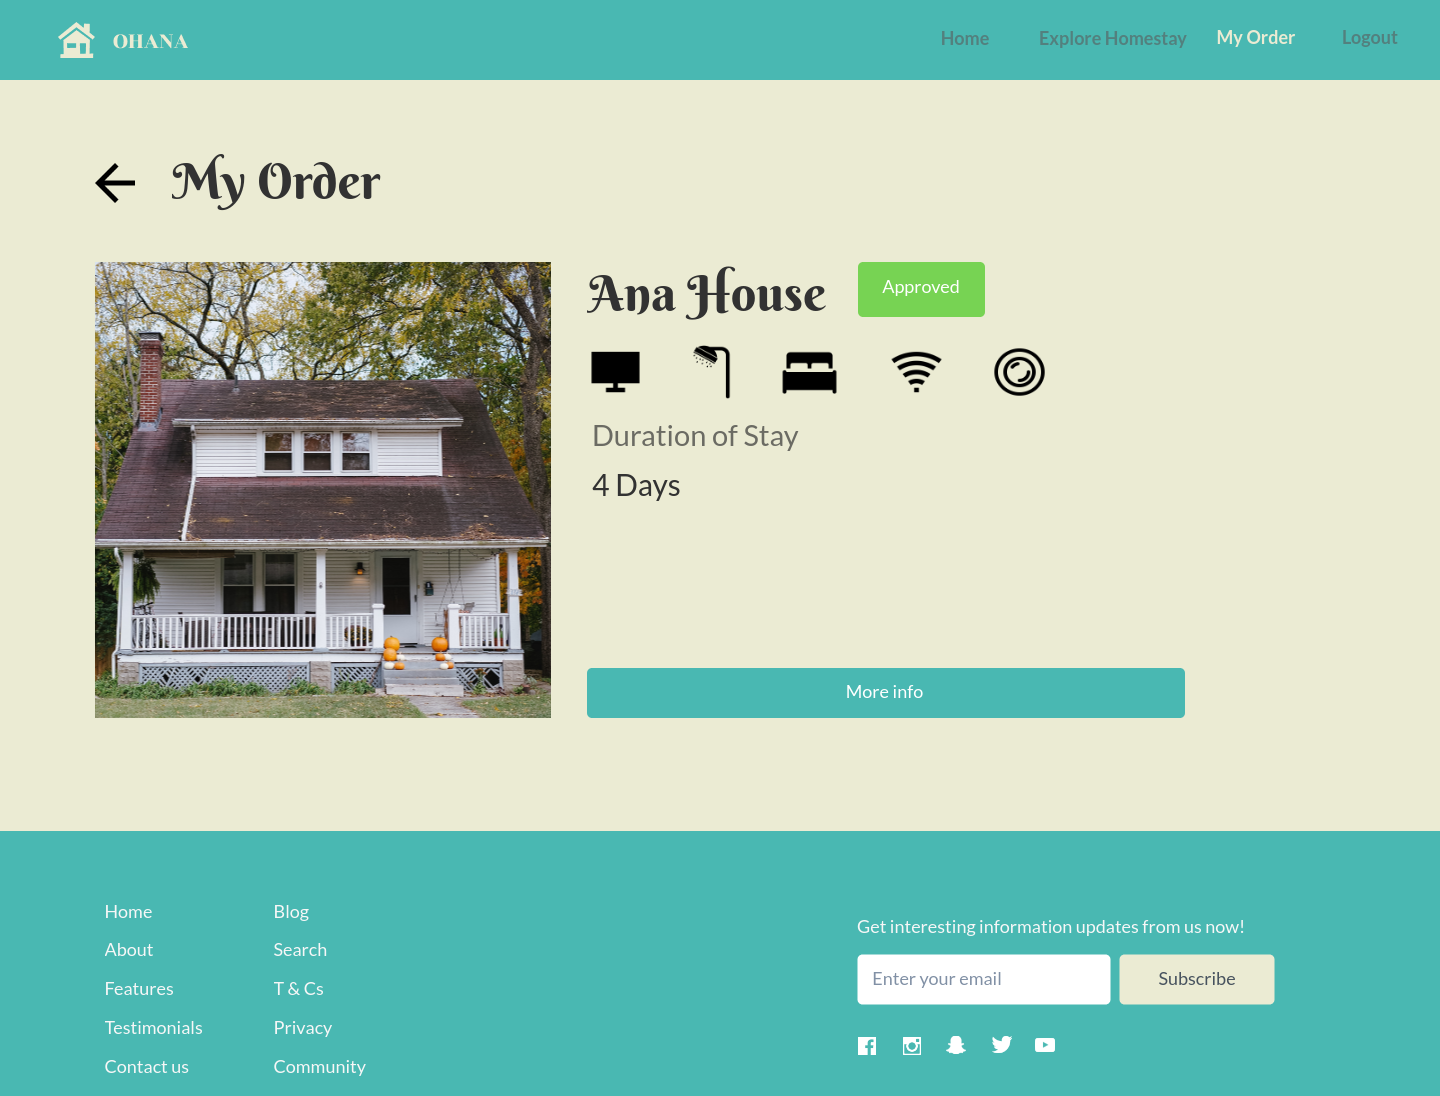 OHANA
Home
Explore Homestay
My Order
Logout
My Order
Ana House
Approved
Duration of Stay
4 Days
More info
Home
About
Features
Testimonials
Contact us
Blog
Search
T & Cs
Privacy
Community
Get interesting information updates from us now!
Enter your email
Subscribe